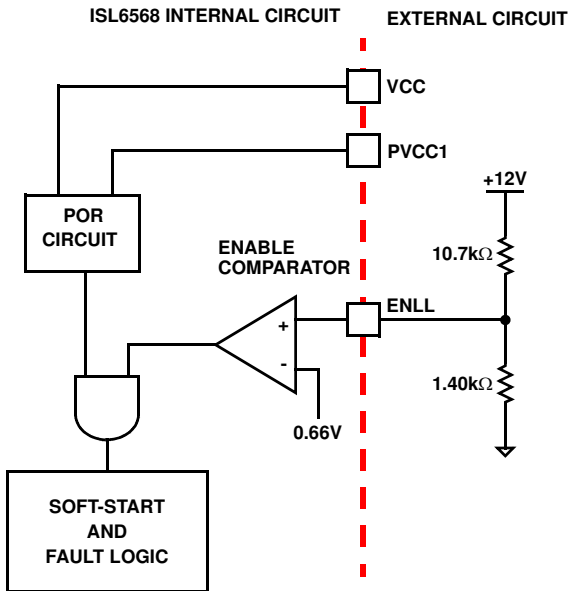 ISL6568 INTERNAL CIRCUIT
EXTERNAL CIRCUIT
VCC
PVCC1
+12V
POR
CIRCUIT
10.7kΩ
ENABLE
COMPARATOR
ENLL
+
-
1.40kΩ
0.66V
SOFT-START
AND
FAULT LOGIC